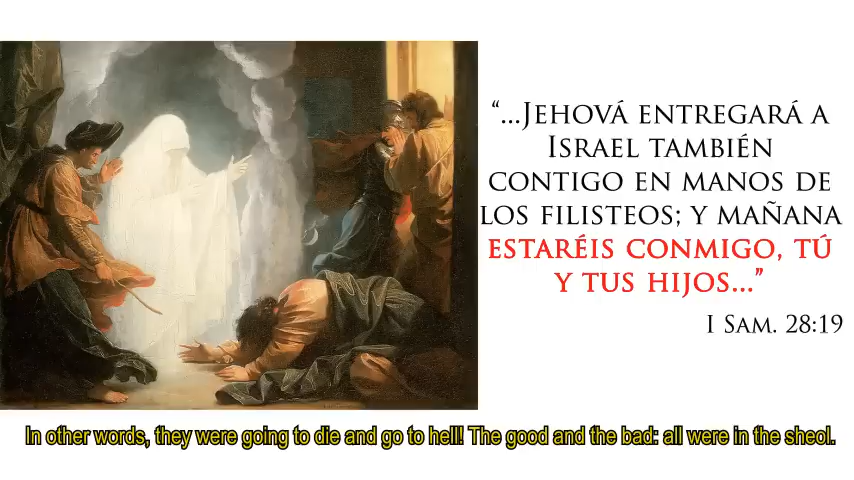 “...Jehová entregará a
Israel también
contigo en manos de
los filisteos; y mañana
estaréis conmigo, tú
y tus hijos...”
I Sam. 28:19
In other words, they were going to die and go to hell! The good and the bad: all were in the sheol.